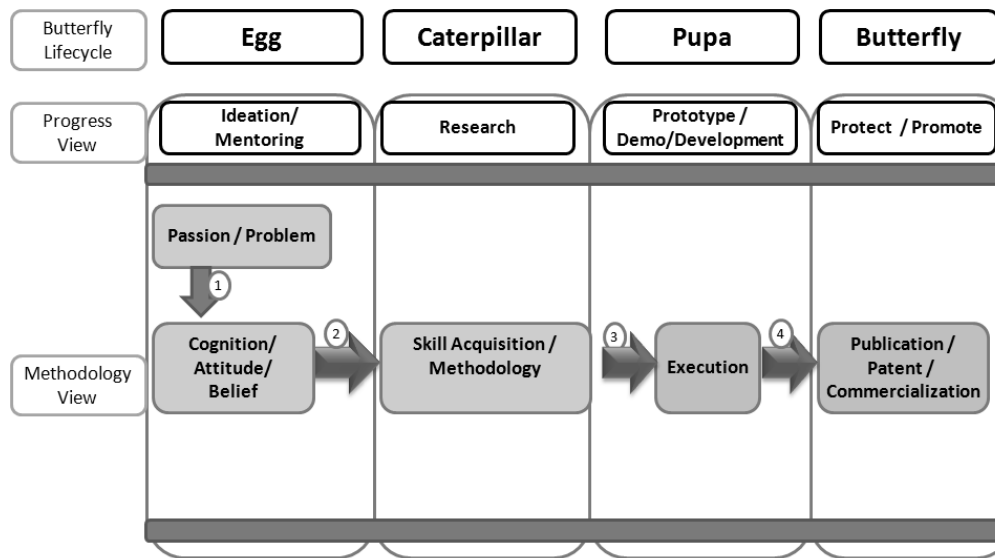 Butterfly
Lifecycle
Egg
Caterpillar
Pupa
Butterfly
Progress
View
Ideation/
Mentoring
Research
Prototype /
Demo/Development
Protect / Promote
Passion / Problem
1
Methodology
View
Cognition/
Attitude/
Belief
2
Skill Acquisition /
Methodology
3
Execution
4
Publication /
Patent /
Commercialization